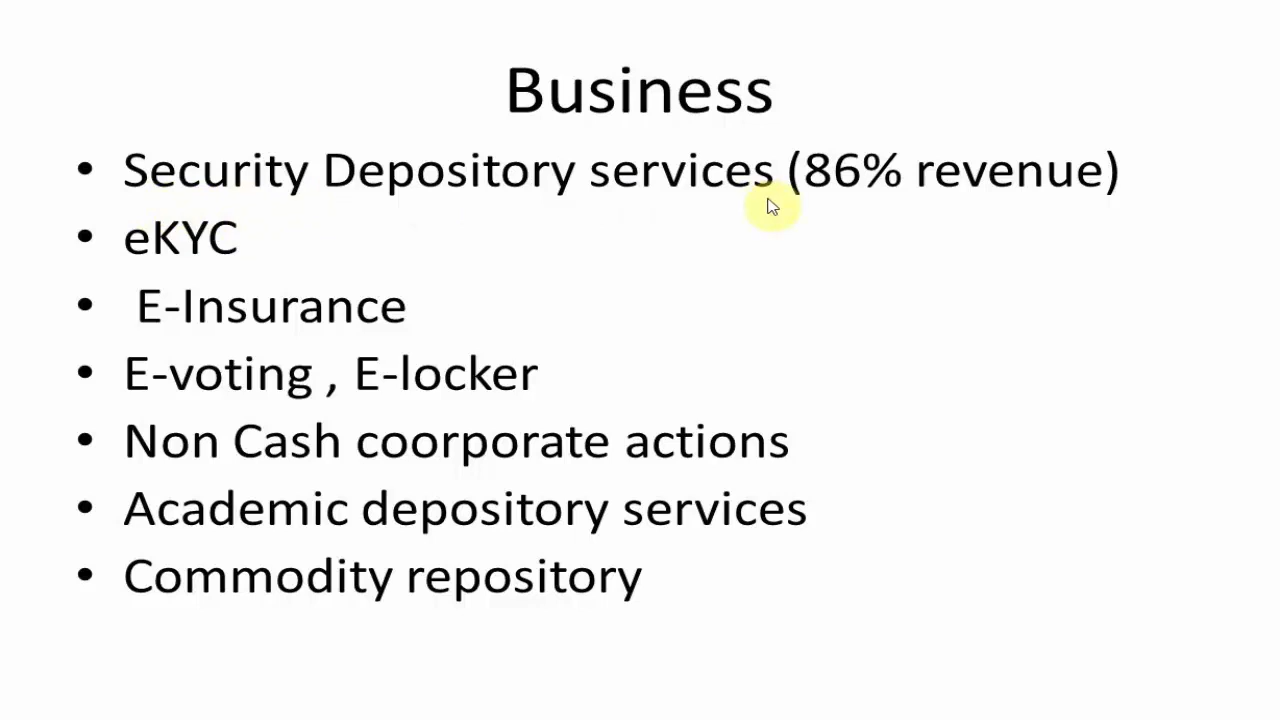 Business
• Security Depository services (86% revenue)
• eKYC
• E-Insurance
• E-voting , E-locker
• Non Cash coorporate actions
• Academic depository services
• Commodity repository